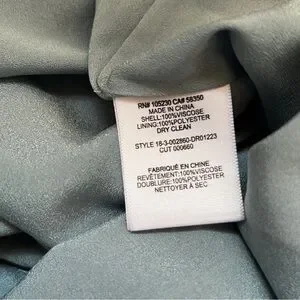 RN# 105230 CA# 58350
MADE IN CHINA
SHELL:100%VISCOSE
LINING:100%POLYESTER
DRY CLEAN
STYLE 18-3-002860-DR01223
CUT 000660
FABRIQUÉ EN CHINE
REVÊTEMENT:100%VISCOSE
DOUBLURE:100%POLYESTER
NETTOYER À SEC